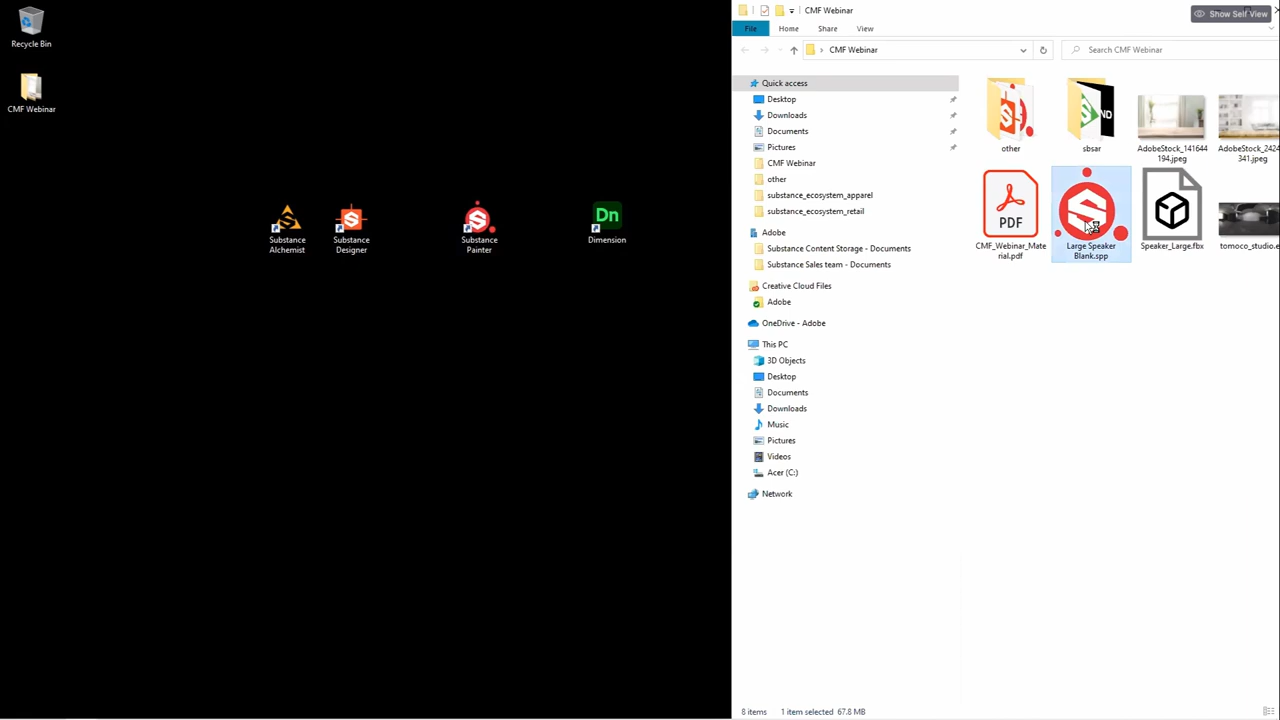 Recycle Bin
CMF Webinar
Substance
Alchemist
Substance
Designer
Substance
Painter
Dn
Dimension
CMF Webinar
Show Self View
File
Home
Share
View
CMF Webinar
Search CMF Webinar
Quick access
Desktop
Downloads
Documents
Pictures
CMF Webinar
other
substance_ecosystem_apparel
substance_ecosystem_retail
Adobe
Substance Content Storage - Documents
Substance Sales team - Documents
Creative Cloud Files
Adobe
OneDrive - Adobe
This PC
3D Objects
Desktop
Documents
Downloads
Music
Pictures
Videos
Acer (C:)
Network
other
sbsar
AdobeStock_141644
194.jpeg
AdobeStock_2424
341.jpeg
PDF
CMF_Webinar_Mate
rial.pdf
Large Speaker
Blank.spp
Speaker_Large.fbx
tomoco_studio.e
8 items
1 item selected
67.8 MB